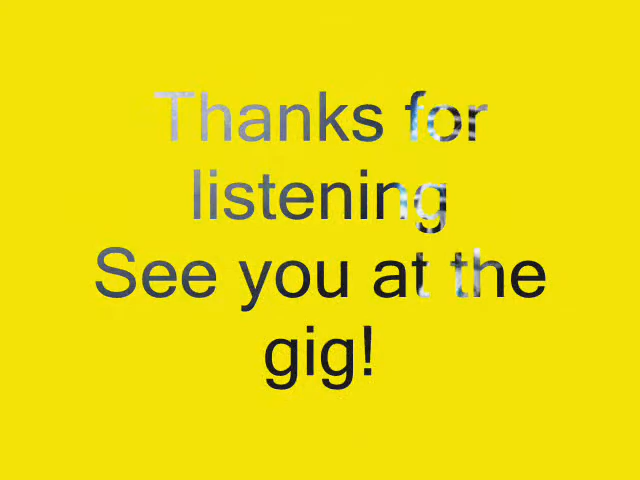 Thanks for
listening
See you at the
gig!